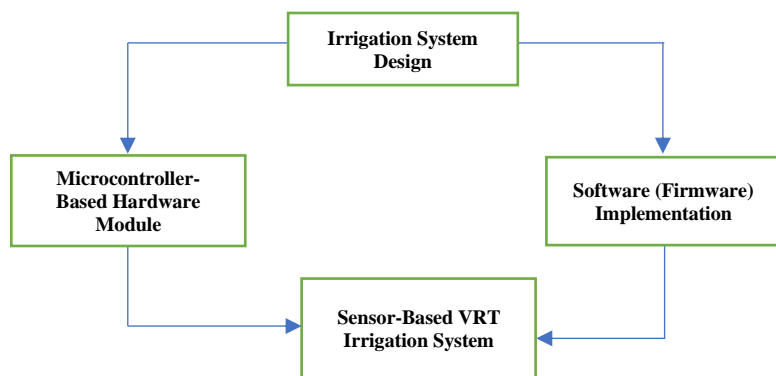 Irrigation System
Design
Microcontroller-
Based Hardware
Module
Software (Firmware)
Implementation
Sensor-Based VRT
Irrigation System